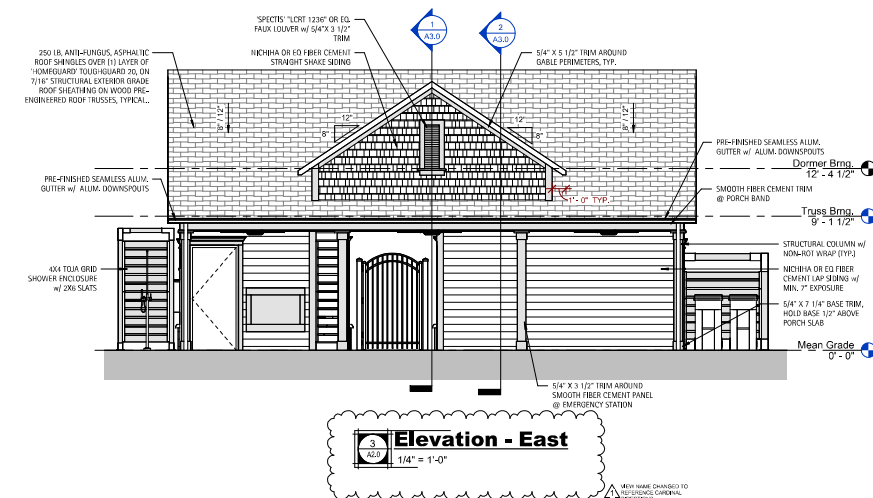 'SPECTIS' "LCRT 1236" OR EQ.
FAUX LOUVER w/ 5/4"X 3 1/2"
TRIM
1
A3.0
2
A3.0
250 LB, ANTI-FUNGUS, ASPHALTIC
ROOF SHINGLES OVER (1) LAYER OF
'HOMEGUARD' TOUGHGUARD 20, ON
7/16" STRUCTURAL EXTERIOR GRADE
ROOF SHEATHING ON WOOD PRE-
ENGINEERED ROOF TRUSSES, TYPICAL..
NICHIHA OR EQ FIBER CEMENT
STRAIGHT SHAKE SIDING
5/4" X 5 1/2" TRIM AROUND
GABLE PERIMETERS, TYP.
8" / 12"
12"
8"
12"
8"
8" / 12"
PRE-FINISHED SEAMLESS ALUM.
GUTTER w/ ALUM. DOWNSPOUTS
Dormer Brng.
12' - 4 1/2"
PRE-FINISHED SEAMLESS ALUM.
GUTTER w/ ALUM. DOWNSPOUTS
1' - 0" TYP.
SMOOTH FIBER CEMENT TRIM
@ PORCH BAND
Truss Brng.
9' - 1 1/2"
STRUCTURAL COLUMN w/
NON-ROT WRAP (TYP.)
4X4 TOJA GRID
SHOWER ENCLOSURE
w/ 2X6 SLATS
NICHIHA OR EQ FIBER
CEMENT LAP SIDING w/
MIN. 7" EXPOSURE
5/4" X 7 1/4" BASE TRIM,
HOLD BASE 1/2" ABOVE
PORCH SLAB
Mean Grade
0' - 0"
5/4" X 3 1/2" TRIM AROUND
SMOOTH FIBER CEMENT PANEL
@ EMERGENCY STATION
3
A2.0
Elevation - East
1/4" = 1'-0"
1
VIEW NAME CHANGED TO
REFERENCE CARDINAL